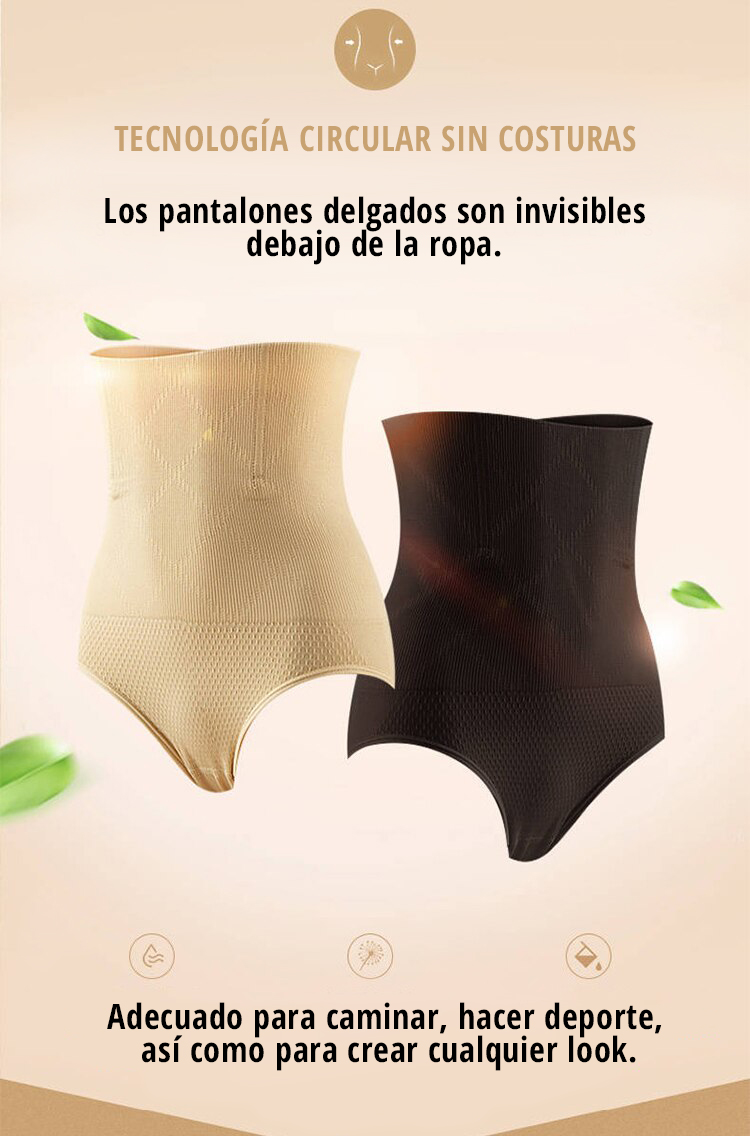 TECNOLOGÍA CIRCULAR SIN COSTURAS
Los pantalones delgados son invisibles
debajo de la ropa.
Adecuado para caminar, hacer deporte,
así como para crear cualquier look.